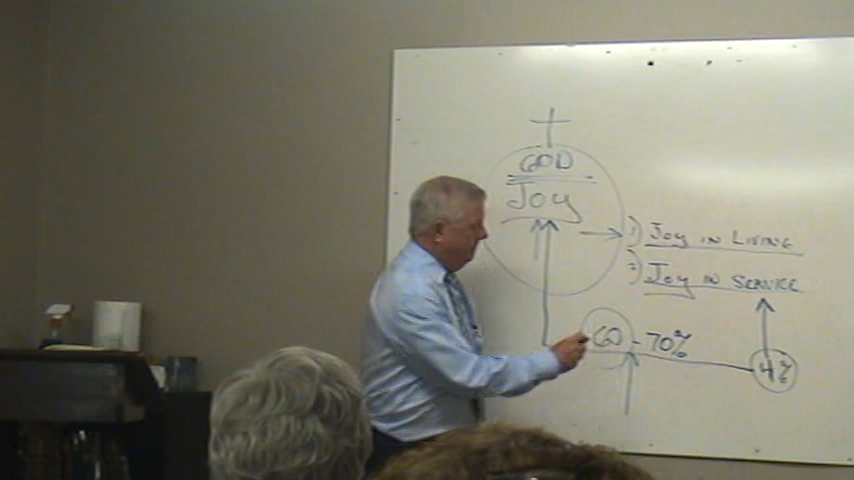 GOD
Joy
1) Joy in Living
2) Joy in Service
60 - 70%
4%